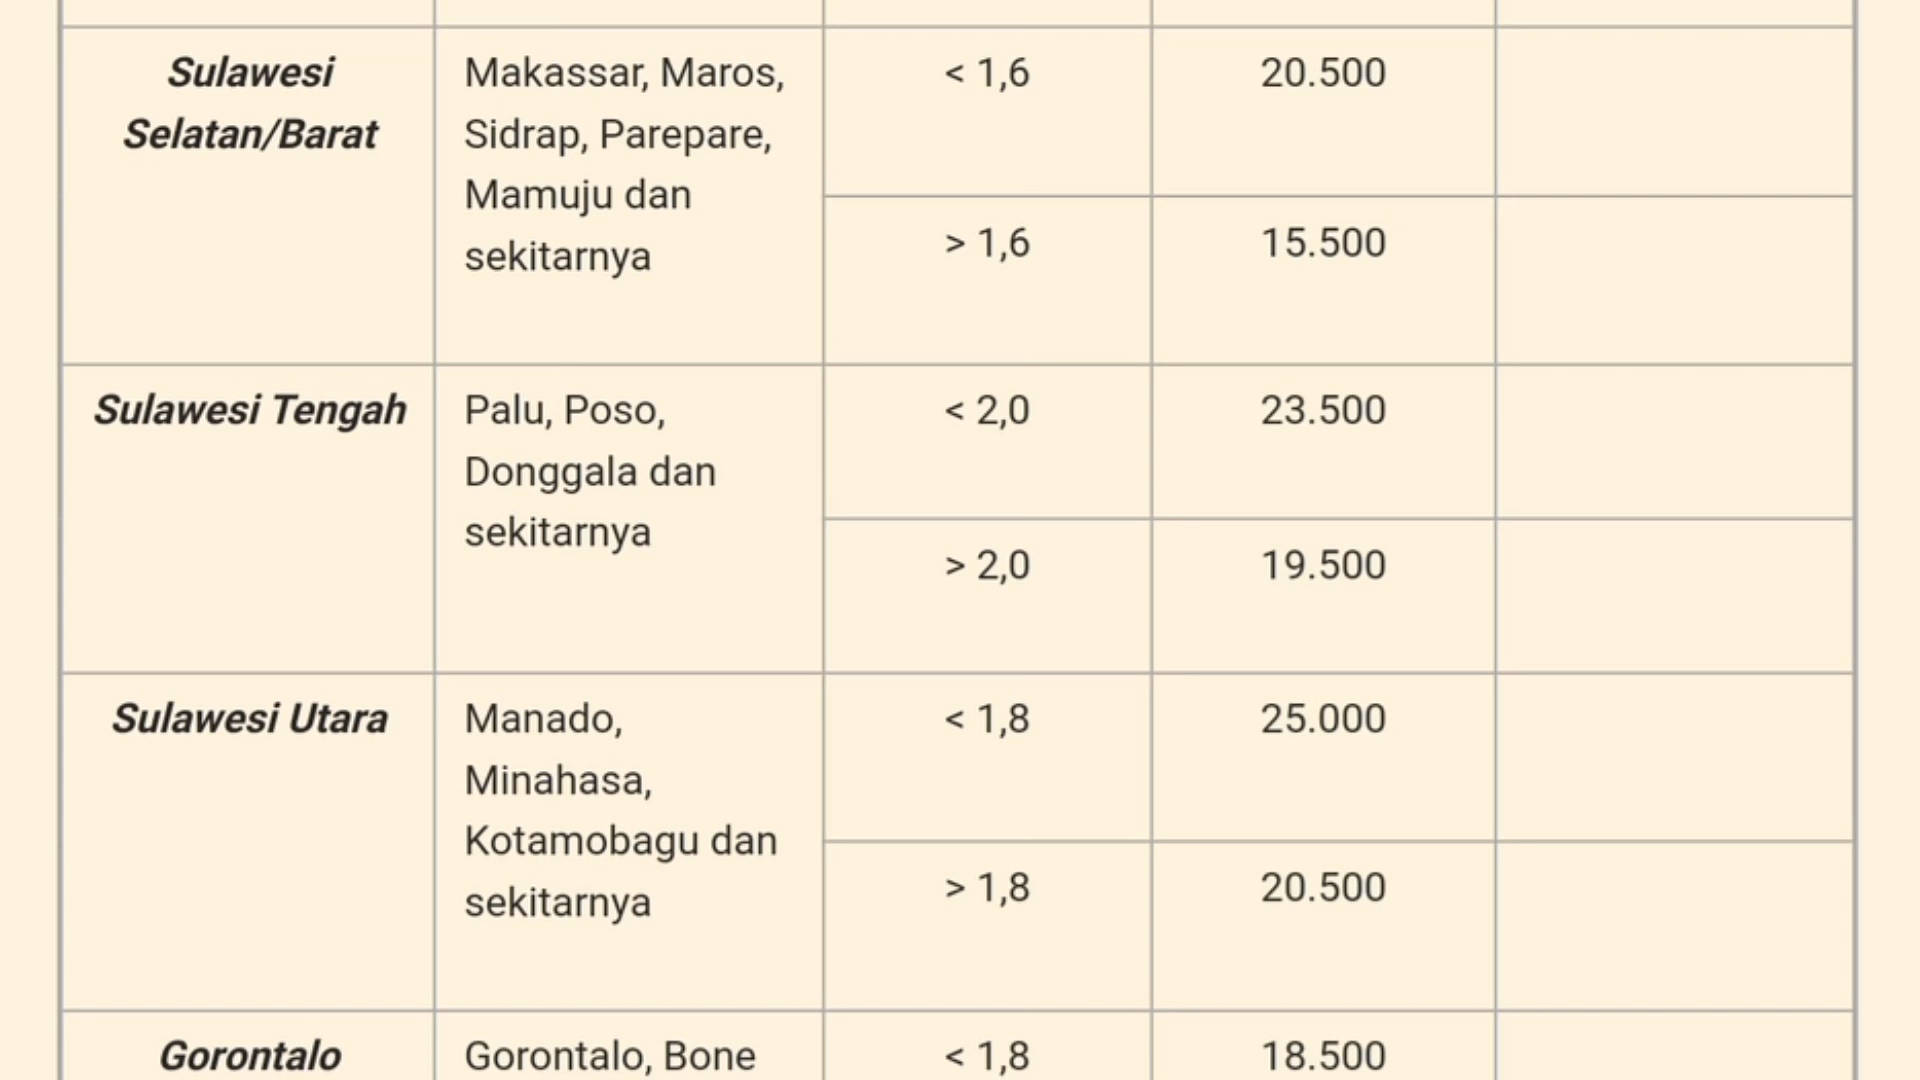 Sulawesi
Selatan/Barat
Makassar, Maros,
Sidrap, Parepare,
Mamuju dan
sekitarnya
< 1,6
20.500
> 1,6
15.500
Sulawesi Tengah
Palu, Poso,
Donggala dan
sekitarnya
< 2,0
23.500
> 2,0
19.500
Sulawesi Utara
Manado,
Minahasa,
Kotamobagu dan
sekitarnya
< 1,8
25.000
> 1,8
20.500
Gorontalo
Gorontalo, Bone
< 1,8
18.500